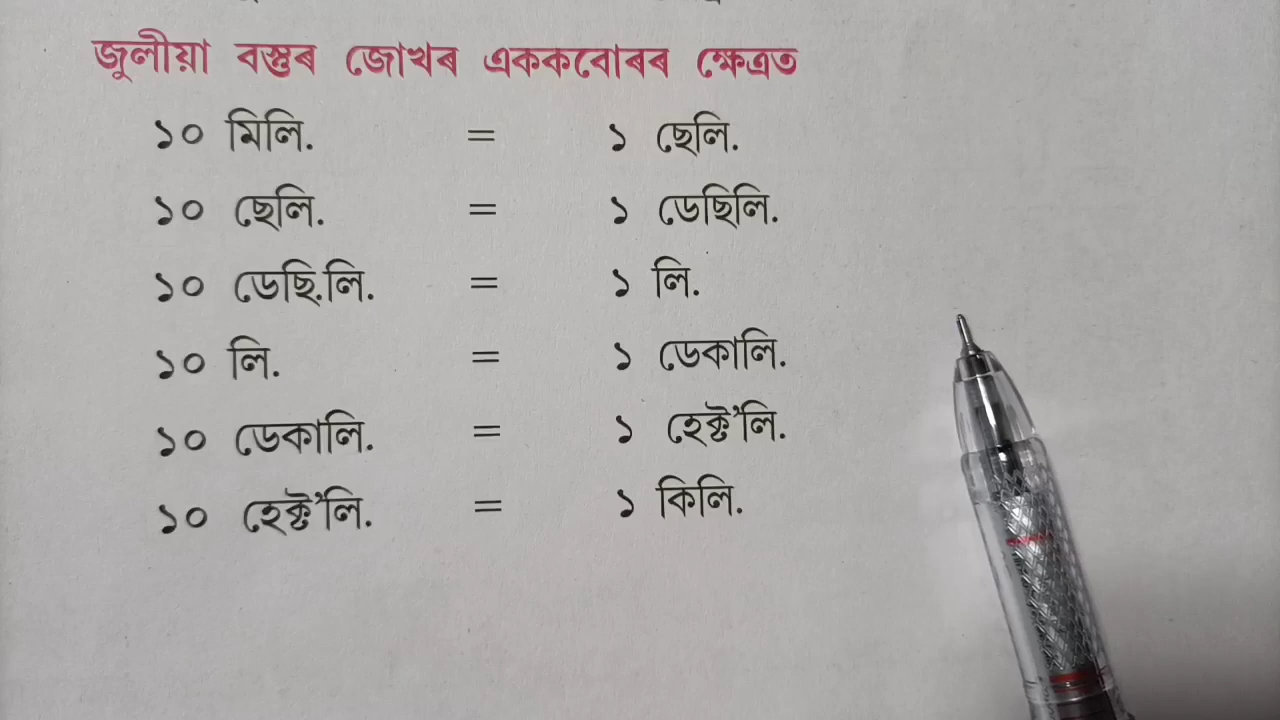 জুলীয়া বস্তুৰ জোখৰ এককবোৰৰ ক্ষেত্ৰত
১০ মিলি. = ১ ছেলি.
১০ ছেলি. = ১ ডেছিলি.
১০ ডেছি.লি. = ১ লি.
১০ লি. = ১ ডেকালি.
১০ ডেকালি. = ১ হেক্ট'লি.
১০ হেক্ট'লি. = ১ কিলি.